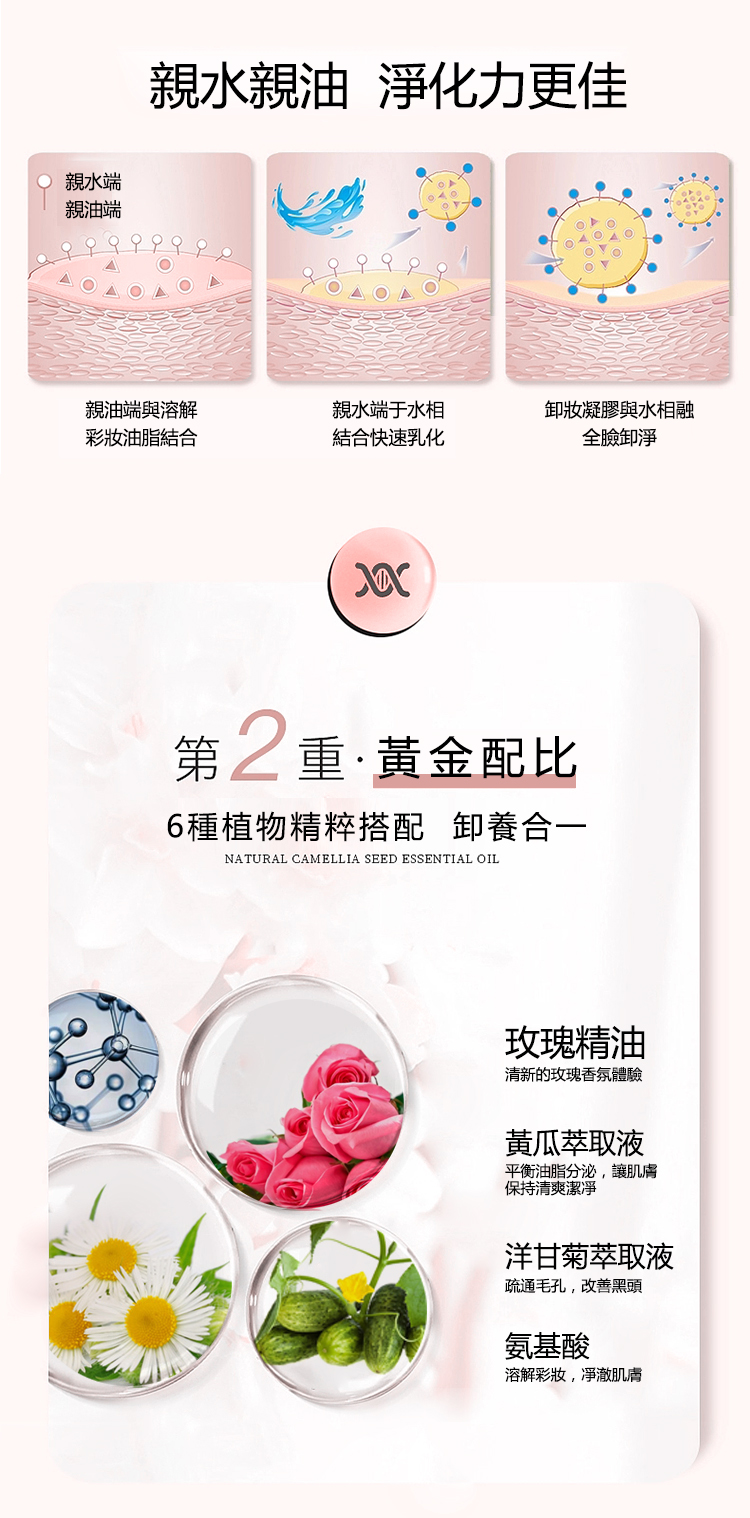 親水親油 淨化力更佳
親水端
親油端
親油端與溶解
彩妝油脂結合
親水端于水相
結合快速乳化
卸妝凝膠與水相融
全臉卸淨
第2重·黃金配比
6種植物精粹搭配 卸養合一
NATURAL CAMELLIA SEED ESSENTIAL OIL
玫瑰精油
清新的玫瑰香氛體驗
黃瓜萃取液
平衡油脂分泌，讓肌膚
保持清爽潔凈
洋甘菊萃取液
疏通毛孔，改善黑頭
氨基酸
溶解彩妝，凈澈肌膚